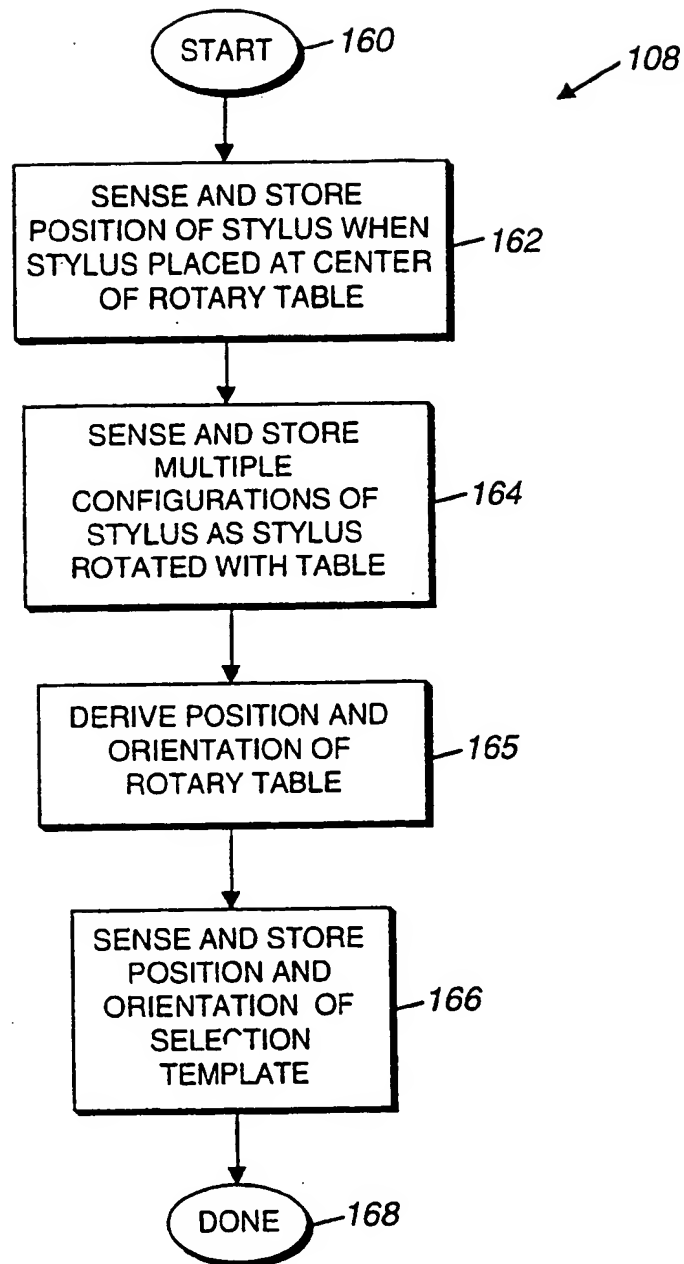 START
160
108
SENSE AND STORE
POSITION OF STYLUS WHEN
STYLUS PLACED AT CENTER
OF ROTARY TABLE
162
SENSE AND STORE
MULTIPLE
CONFIGURATIONS OF
STYLUS AS STYLUS
ROTATED WITH TABLE
164
DERIVE POSITION AND
ORIENTATION OF
ROTARY TABLE
165
SENSE AND STORE
POSITION AND
ORIENTATION OF
SELECTION
TEMPLATE
166
DONE
168